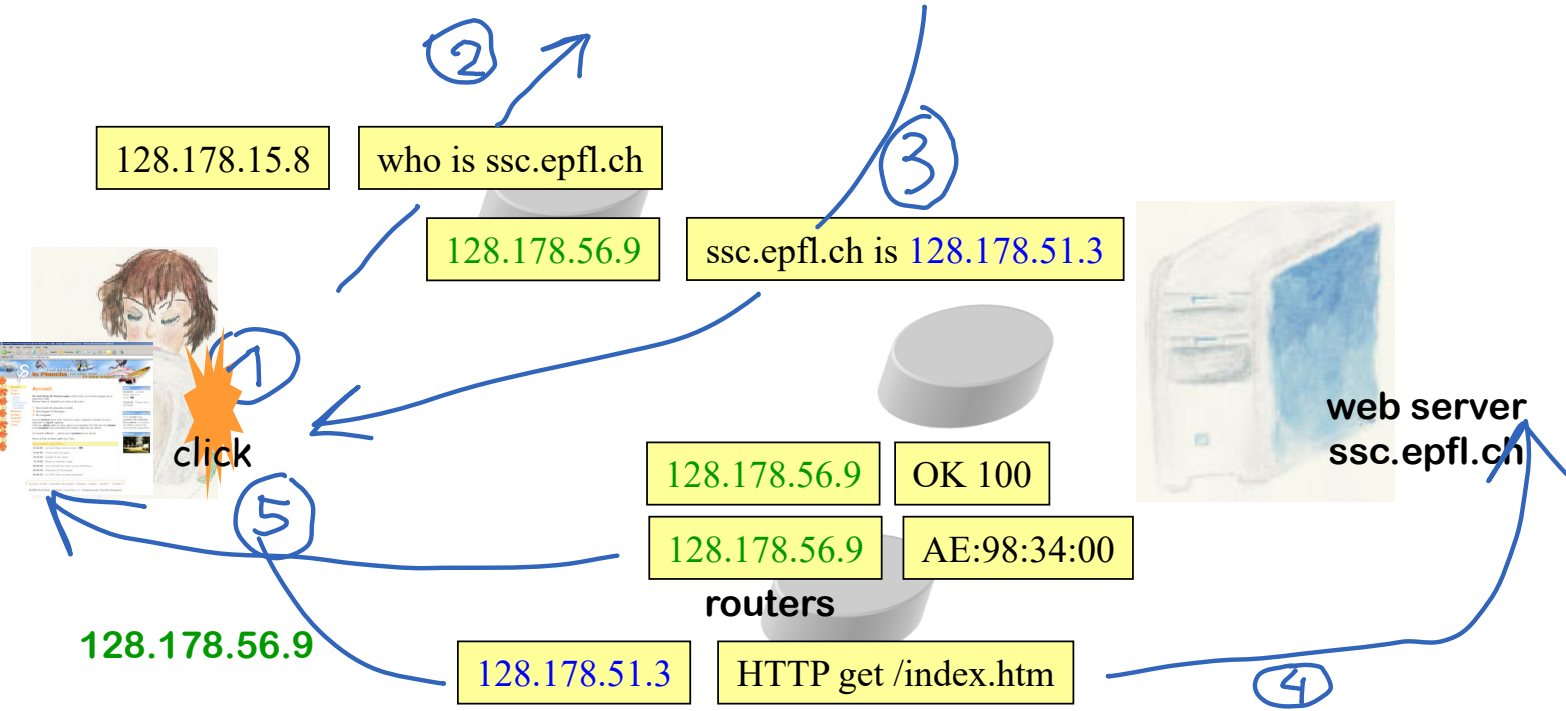 2
3
128.178.15.8 who is ssc.epfl.ch
128.178.56.9 ssc.epfl.ch is 128.178.51.3
1
Accueil
click
web server
ssc.epfl.ch
128.178.56.9 OK 100
5
128.178.56.9 AE:98:34:00
routers
128.178.56.9
128.178.51.3 HTTP get /index.htm
4